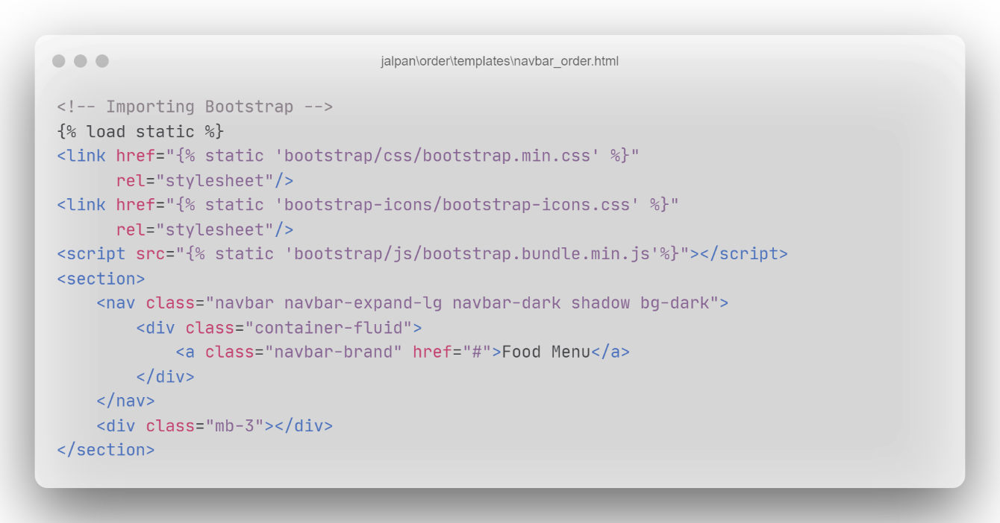 jalpan\order\templates\navbar_order.html
<!-- Importing Bootstrap -->
{% load static %}
<link href="{% static 'bootstrap/css/bootstrap.min.css' %}"
      rel="stylesheet"/>
<link href="{% static 'bootstrap-icons/bootstrap-icons.css' %}"
      rel="stylesheet"/>
<script src="{% static 'bootstrap/js/bootstrap.bundle.min.js'%}"></script>
<section>
    <nav class="navbar navbar-expand-lg navbar-dark shadow bg-dark">
        <div class="container-fluid">
            <a class="navbar-brand" href="#">Food Menu</a>
        </div>
    </nav>
    <div class="mb-3"></div>
</section>